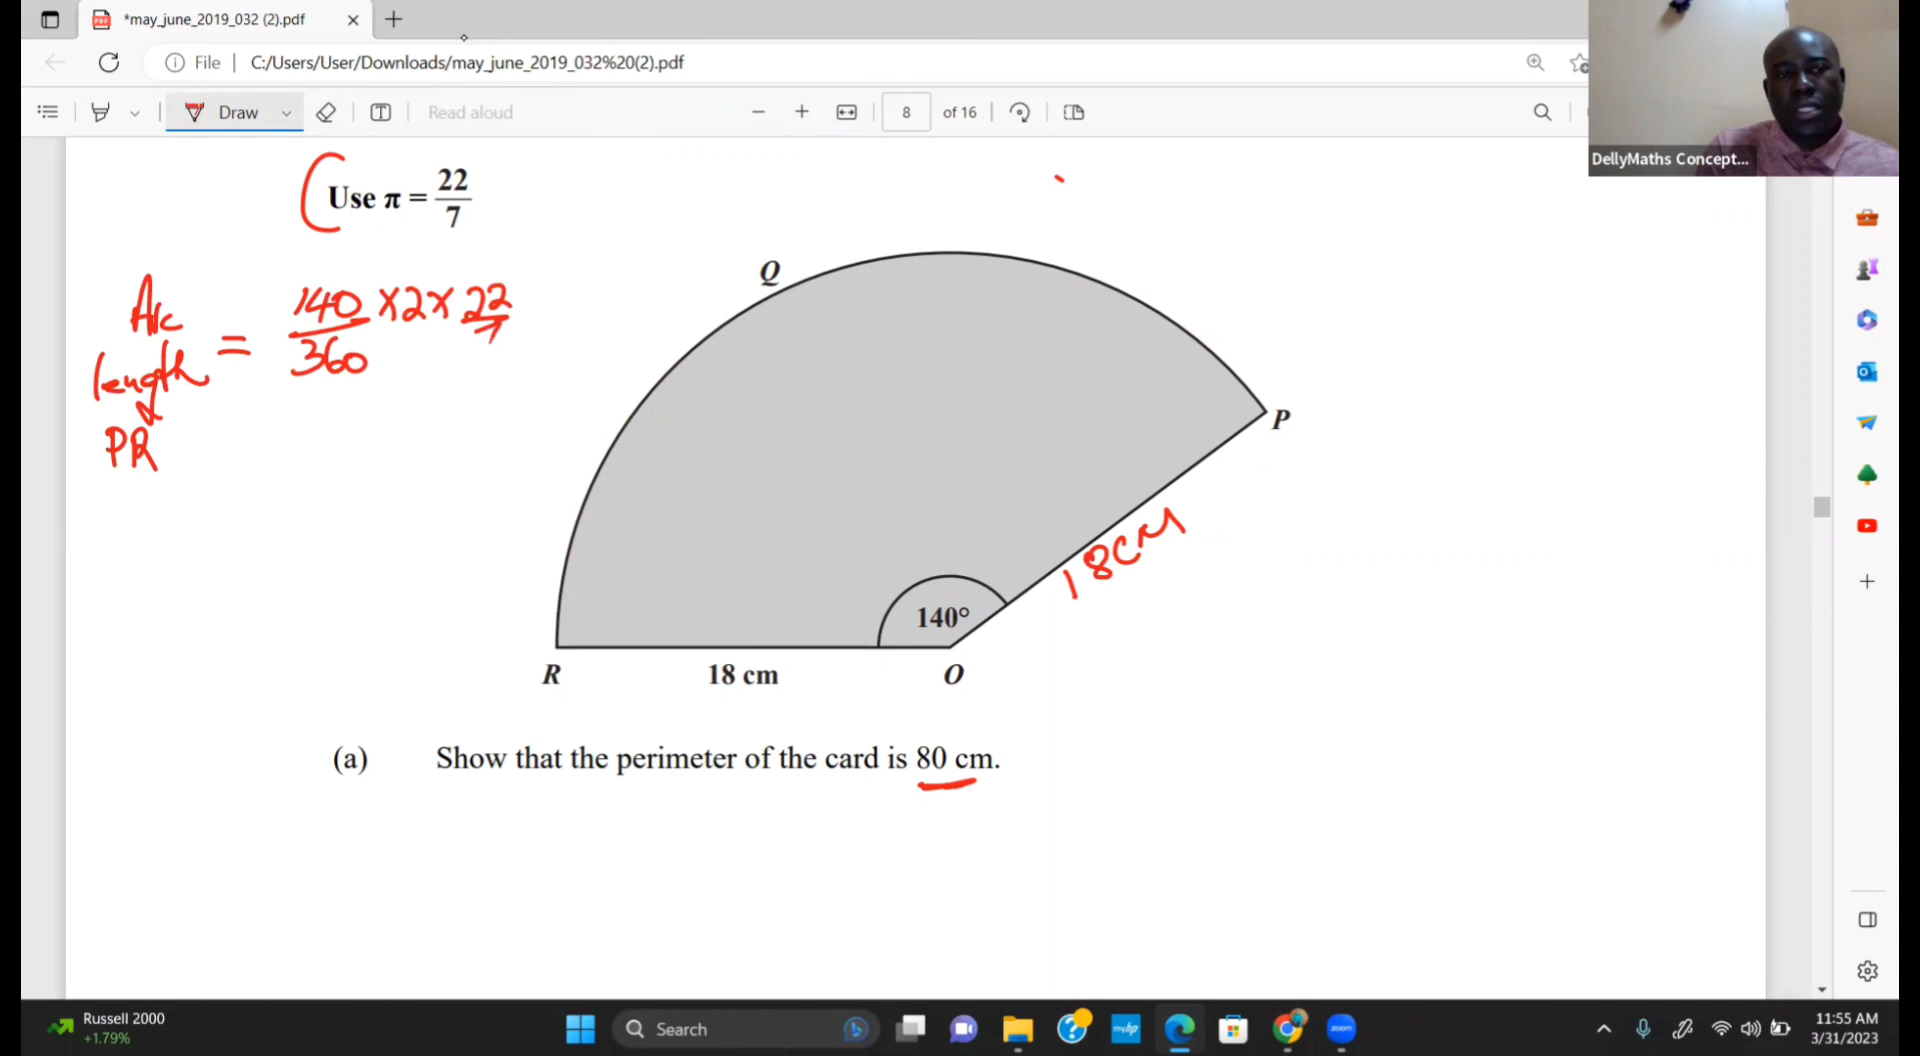 *may_june_2019_032 (2).pdf
File
C:/Users/User/Downloads/may_june_2019_032%20(2).pdf
Draw
Read aloud
8
of 16
DellyMaths Concept...
Use π = 22/7
Arc
length
PR
= 140/360 ×2× 22/7
Q
P
18CM
140°
R
18 cm
O
(a) Show that the perimeter of the card is 80 cm.
Russell 2000
+1.79%
Search
myhp
zoom
11:55 AM
3/31/2023